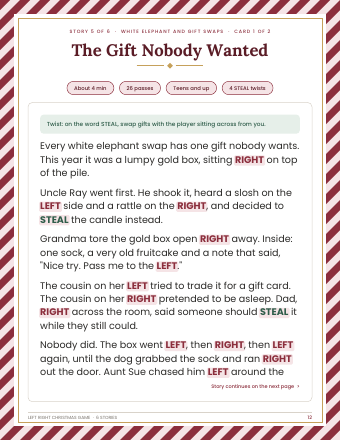 STORY 5 OF 6 · WHITE ELEPHANT AND GIFT SWAPS · CARD 1 OF 2
The Gift Nobody Wanted
About 4 min
26 passes
Teens and up
4 STEAL twists
Twist: on the word STEAL, swap gifts with the player sitting across from you.
Every white elephant swap has one gift nobody wants.
This year it was a lumpy gold box, sitting RIGHT on top
of the pile.
Uncle Ray went first. He shook it, heard a slosh on the
LEFT side and a rattle on the RIGHT, and decided to
STEAL the candle instead.
Grandma tore the gold box open RIGHT away. Inside:
one sock, a very old fruitcake and a note that said,
"Nice try. Pass me to the LEFT."
The cousin on her LEFT tried to trade it for a gift card.
The cousin on her RIGHT pretended to be asleep. Dad,
RIGHT across the room, said someone should STEAL it
while they still could.
Nobody did. The box went LEFT, then RIGHT, then LEFT
again, until the dog grabbed the sock and ran RIGHT
out the door. Aunt Sue chased him LEFT around the
Story continues on the next page ›
LEFT RIGHT CHRISTMAS GAME · 6 STORIES
12